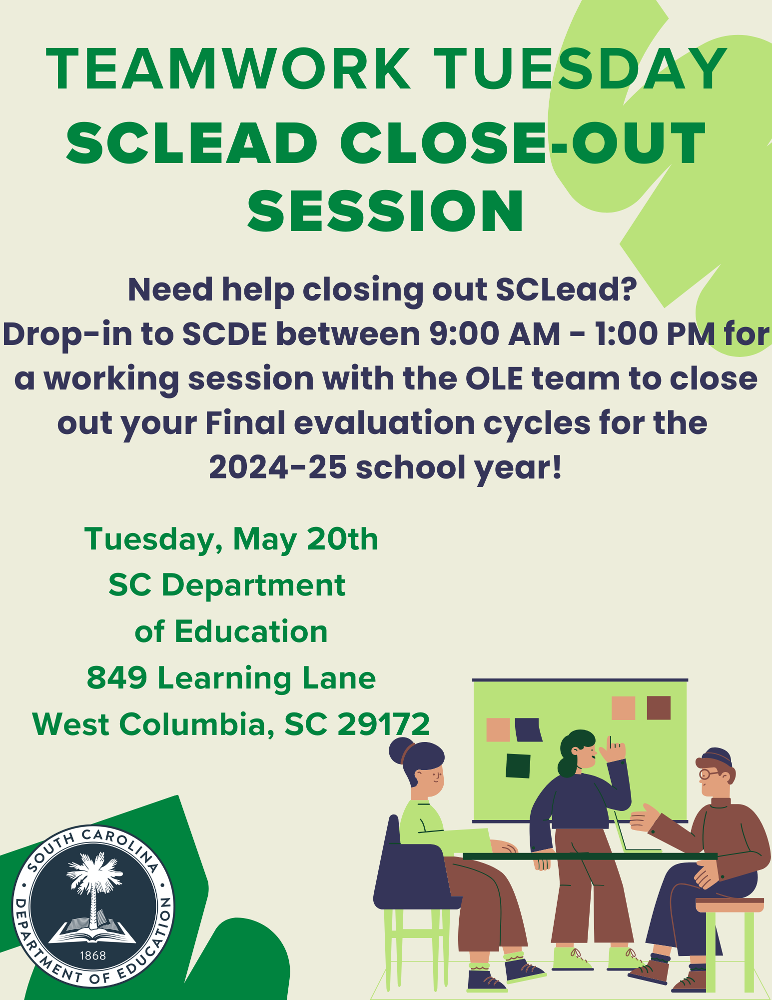 TEAMWORK TUESDAY
SCLEAD CLOSE-OUT
SESSION
Need help closing out SCLead?
Drop-in to SCDE between 9:00 AM - 1:00 PM for
a working session with the OLE team to close
out your Final evaluation cycles for the
2024-25 school year!
Tuesday, May 20th
SC Department
of Education
849 Learning Lane
West Columbia, SC 29172
SOUTH CAROLINA
DEPARTMENT OF EDUCATION
1868